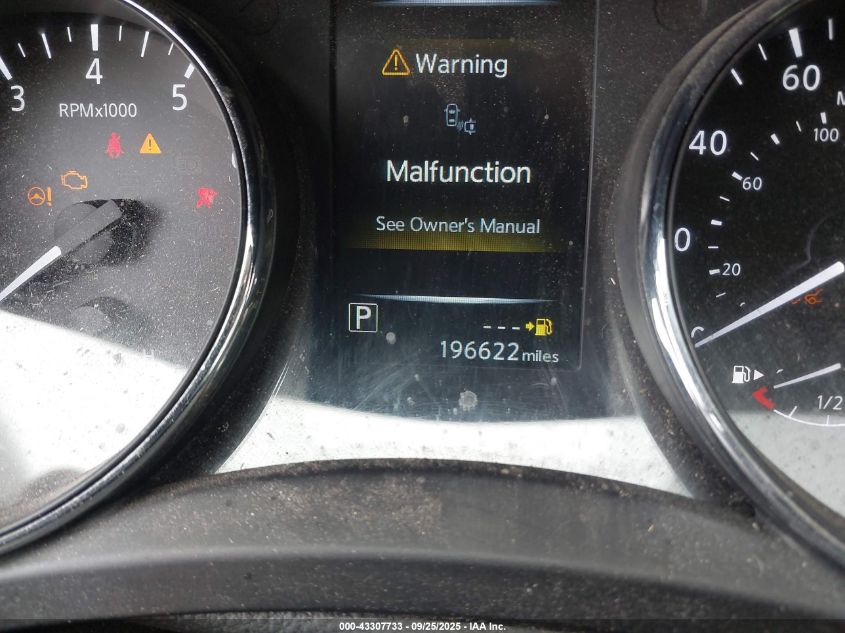 3 4 5
RPMx1000
Warning
Malfunction
See Owner's Manual
P
---
196622 miles
60
40
100
60
20
1/2
000-43307733 - 09/25/2025 - IAA Inc.